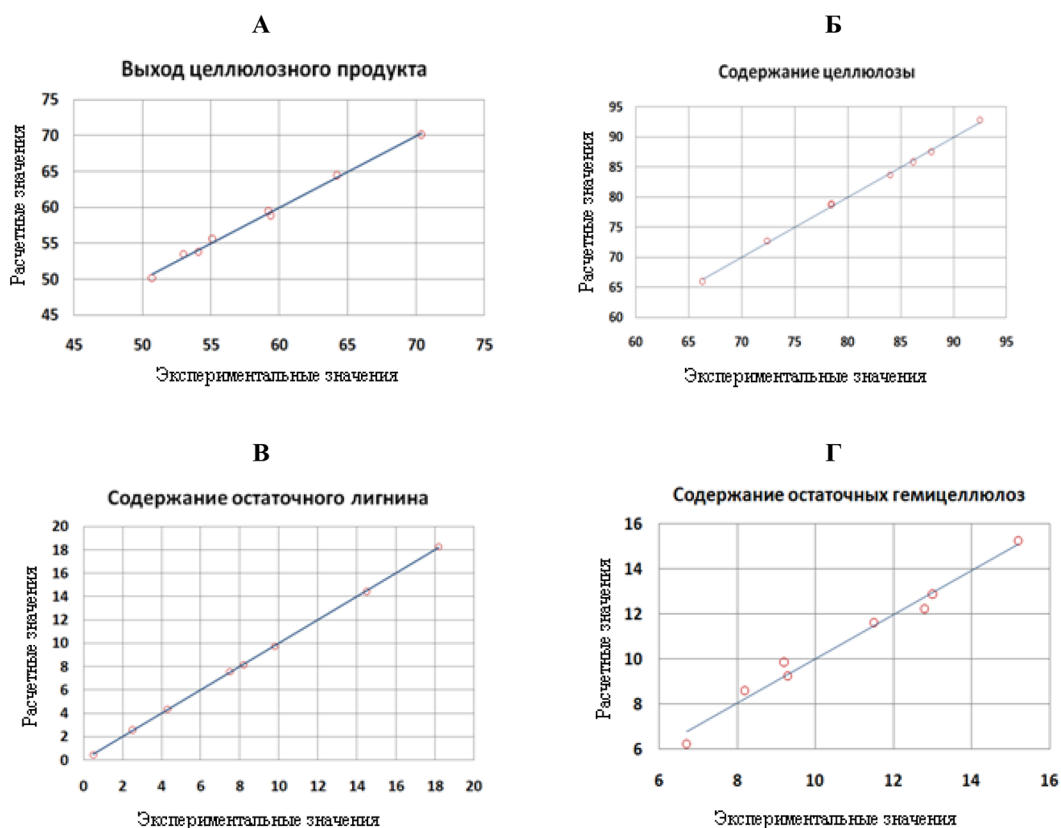 А
Выход целлюлозного продукта
Расчетные значения
75
70
65
60
55
50
45
45 50 55 60 65 70 75
Экспериментальные значения
Б
Содержание целлюлозы
Расчетные значения
95
90
85
80
75
70
65
60
60 65 70 75 80 85 90 95
Экспериментальные значения
В
Содержание остаточного лигнина
Расчетные значения
20
18
16
14
12
10
8
6
4
2
0
0 2 4 6 8 10 12 14 16 18 20
Экспериментальные значения
Г
Содержание остаточных гемицеллюлоз
Расчетные значения
16
14
12
10
8
6
6 8 10 12 14 16
Экспериментальные значения